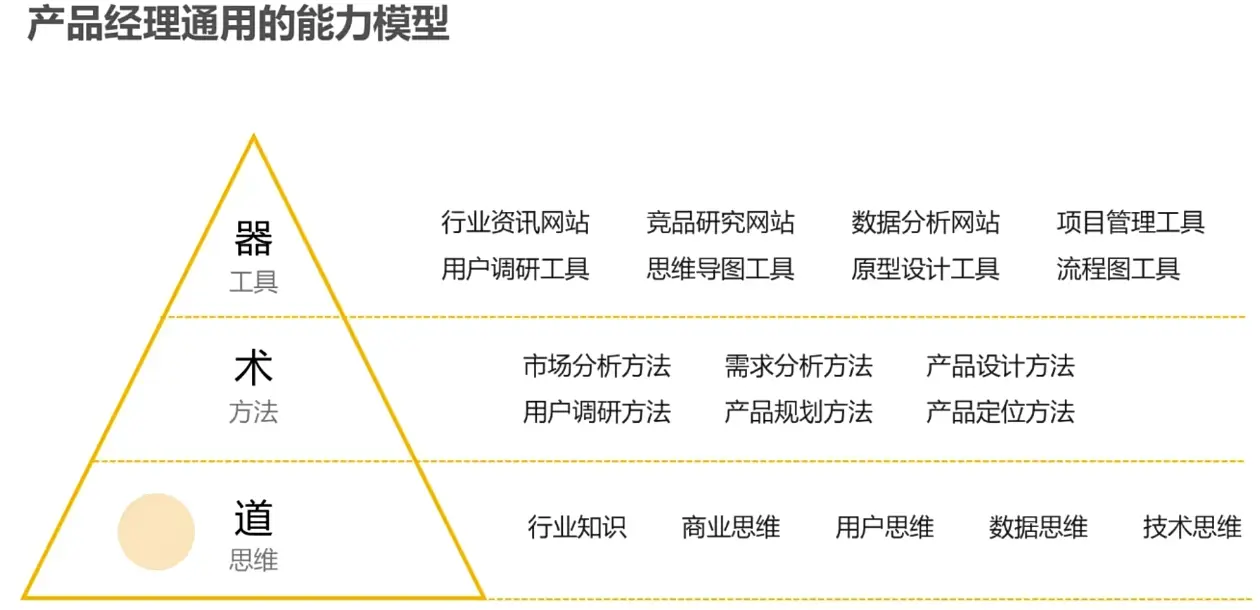 产品经理通用的能力模型
器
工具
行业资讯网站 竞品研究网站 数据分析网站 项目管理工具
用户调研工具 思维导图工具 原型设计工具 流程图工具
术
方法
市场分析方法 需求分析方法 产品设计方法
用户调研方法 产品规划方法 产品定位方法
道
思维
行业知识 商业思维 用户思维 数据思维 技术思维